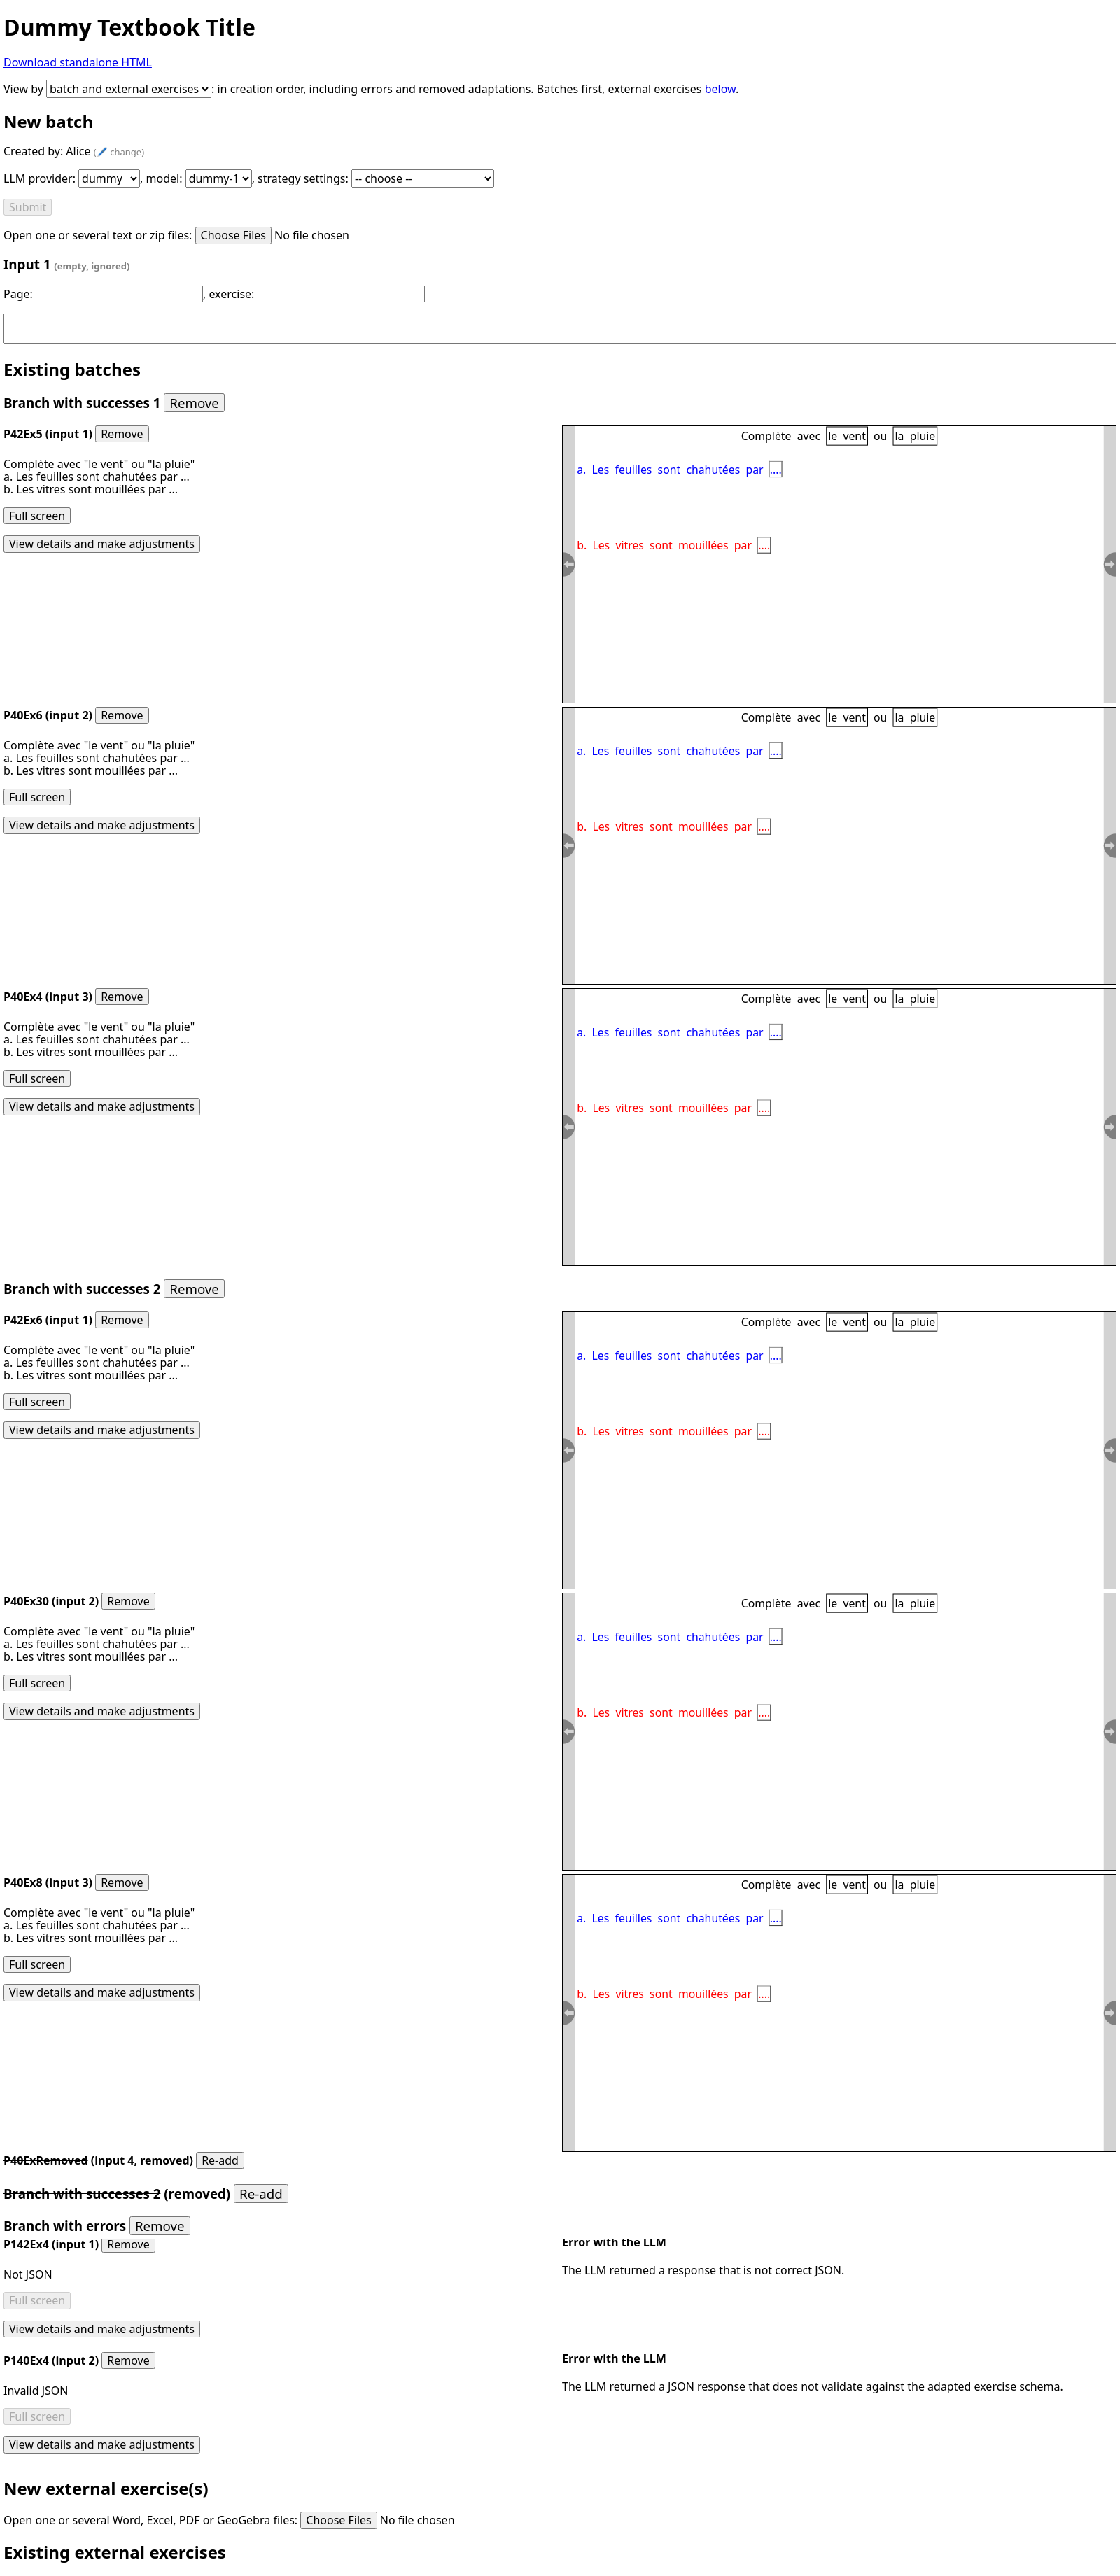 Dummy Textbook Title
Download standalone HTML
View by batch and external exercises : in creation order, including errors and removed adaptations. Batches first, external exercises below.
New batch
Created by: Alice (🖊️ change)
LLM provider: dummy , model: dummy-1 , strategy settings: -- choose --
Submit
Open one or several text or zip files: Choose Files No file chosen
Input 1 (empty, ignored)
Page: , exercise:
Existing batches
Branch with successes 1 Remove
P42Ex5 (input 1) Remove
Complète avec "le vent" ou "la pluie"
a. Les feuilles sont chahutées par ...
b. Les vitres sont mouillées par ...
Full screen
View details and make adjustments
Complète avec le vent ou la pluie
a. Les feuilles sont chahutées par ....
b. Les vitres sont mouillées par ....
P40Ex6 (input 2) Remove
Complète avec "le vent" ou "la pluie"
a. Les feuilles sont chahutées par ...
b. Les vitres sont mouillées par ...
Full screen
View details and make adjustments
Complète avec le vent ou la pluie
a. Les feuilles sont chahutées par ....
b. Les vitres sont mouillées par ....
P40Ex4 (input 3) Remove
Complète avec "le vent" ou "la pluie"
a. Les feuilles sont chahutées par ...
b. Les vitres sont mouillées par ...
Full screen
View details and make adjustments
Complète avec le vent ou la pluie
a. Les feuilles sont chahutées par ....
b. Les vitres sont mouillées par ....
Branch with successes 2 Remove
P42Ex6 (input 1) Remove
Complète avec "le vent" ou "la pluie"
a. Les feuilles sont chahutées par ...
b. Les vitres sont mouillées par ...
Full screen
View details and make adjustments
Complète avec le vent ou la pluie
a. Les feuilles sont chahutées par ....
b. Les vitres sont mouillées par ....
P40Ex30 (input 2) Remove
Complète avec "le vent" ou "la pluie"
a. Les feuilles sont chahutées par ...
b. Les vitres sont mouillées par ...
Full screen
View details and make adjustments
Complète avec le vent ou la pluie
a. Les feuilles sont chahutées par ....
b. Les vitres sont mouillées par ....
P40Ex8 (input 3) Remove
Complète avec "le vent" ou "la pluie"
a. Les feuilles sont chahutées par ...
b. Les vitres sont mouillées par ...
Full screen
View details and make adjustments
Complète avec le vent ou la pluie
a. Les feuilles sont chahutées par ....
b. Les vitres sont mouillées par ....
P40ExRemoved (input 4, removed) Re-add
Branch with successes 2 (removed) Re-add
Branch with errors Remove
P142Ex4 (input 1) Remove
Not JSON
Full screen
View details and make adjustments
Error with the LLM
The LLM returned a response that is not correct JSON.
P140Ex4 (input 2) Remove
Invalid JSON
Full screen
View details and make adjustments
Error with the LLM
The LLM returned a JSON response that does not validate against the adapted exercise schema.
New external exercise(s)
Open one or several Word, Excel, PDF or GeoGebra files: Choose Files No file chosen
Existing external exercises